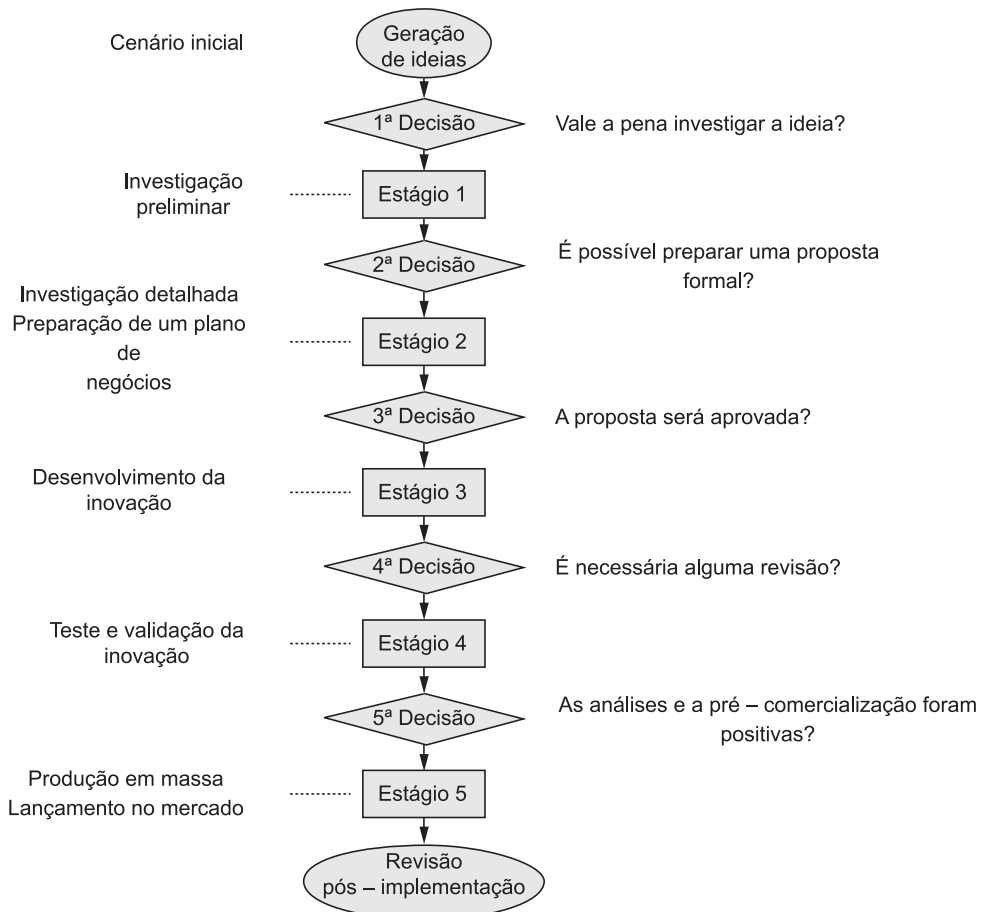 Cenário inicial
Geração
de ideias
1ª Decisão
Vale a pena investigar a ideia?
Investigação
preliminar
Estágio 1
2ª Decisão
É possível preparar uma proposta
formal?
Investigação detalhada
Preparação de um plano
de
negócios
Estágio 2
3ª Decisão
A proposta será aprovada?
Desenvolvimento da
inovação
Estágio 3
4ª Decisão
É necessária alguma revisão?
Teste e validação da
inovação
Estágio 4
5ª Decisão
As análises e a pré – comercialização foram
positivas?
Produção em massa
Lançamento no mercado
Estágio 5
Revisão
pós – implementação